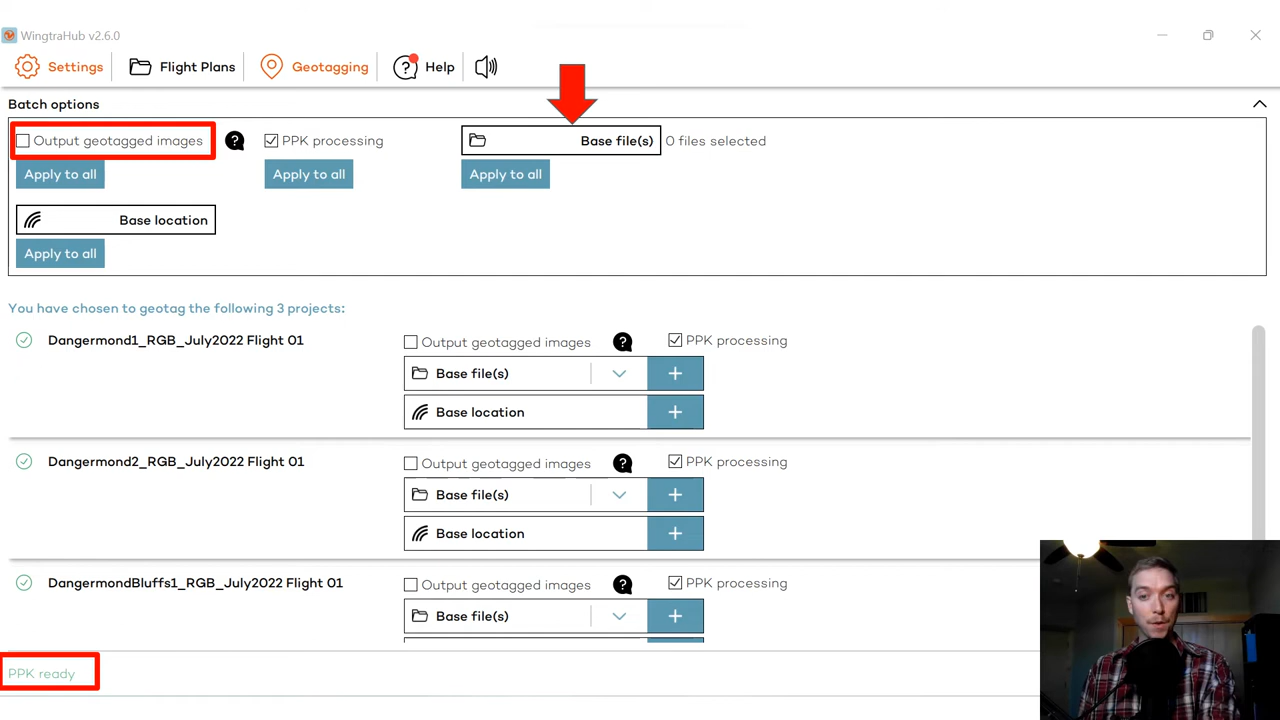 WingtraHub v2.6.0
Settings Flight Plans Geotagging Help
Batch options
Output geotagged images ? PPK processing Base file(s) 0 files selected
Apply to all Apply to all Apply to all
Base location
Apply to all
You have chosen to geotag the following 3 projects:
Dangermond1_RGB_July2022 Flight 01 Output geotagged images ? PPK processing
Base file(s) +
Base location +
Dangermond2_RGB_July2022 Flight 01 Output geotagged images ? PPK processing
Base file(s) +
Base location +
DangermondBluffs1_RGB_July2022 Flight 01 Output geotagged images ? PPK processing
Base file(s) +
PPK ready